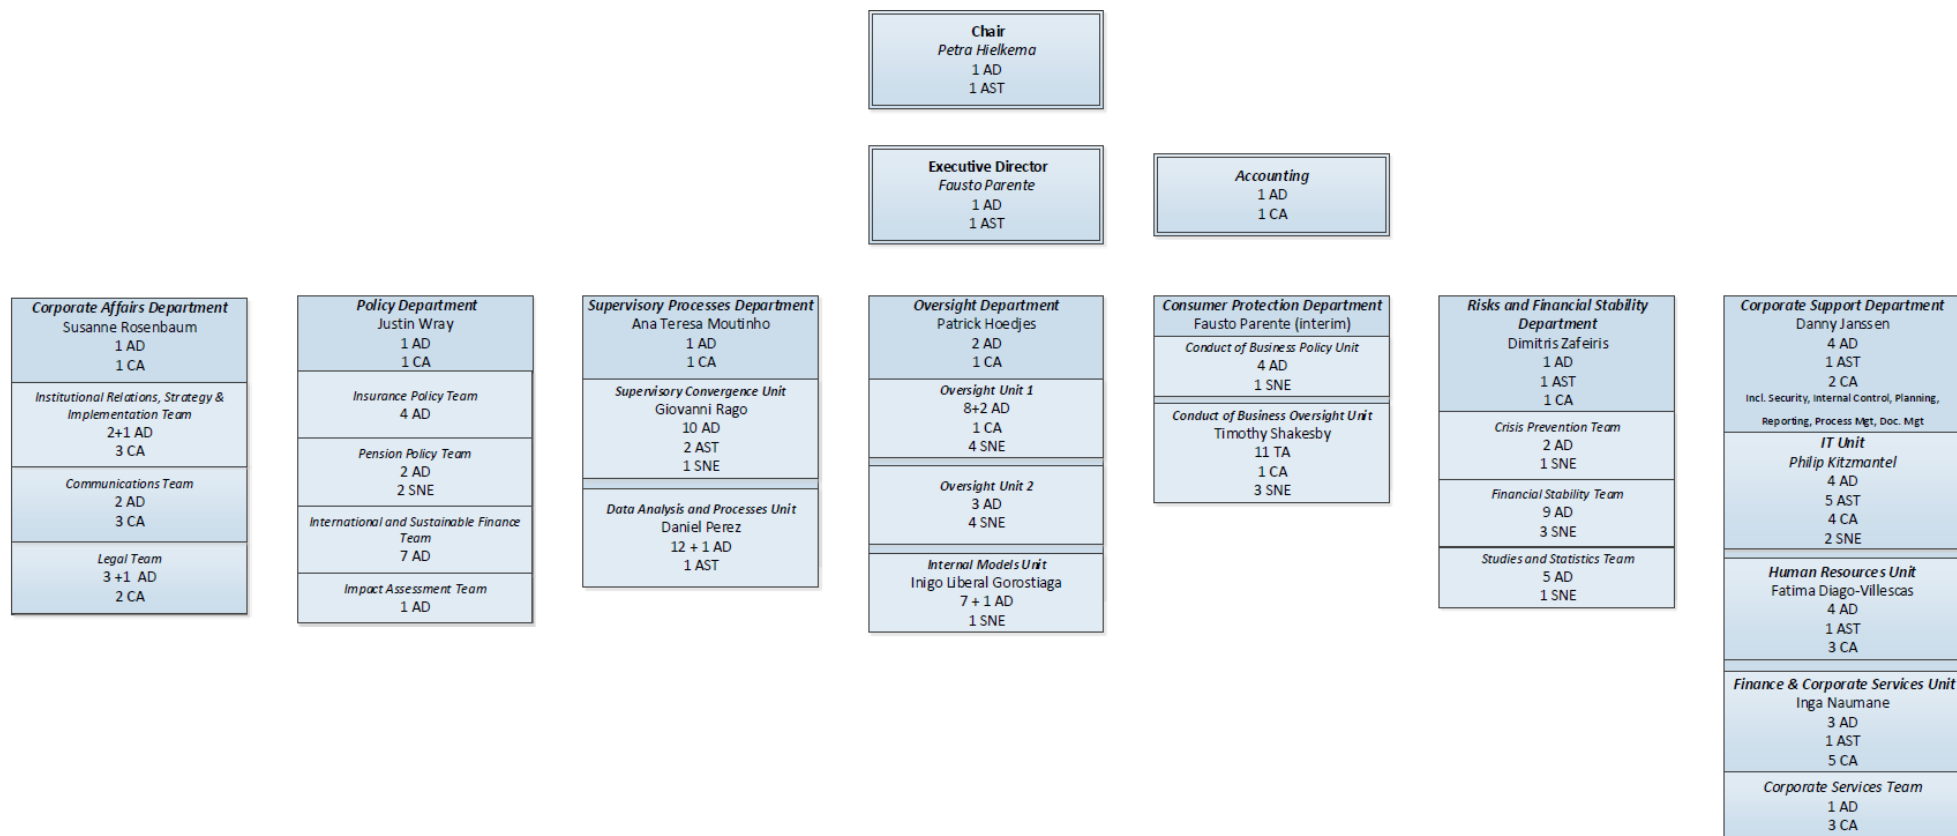 Chair
Petra Hielkema
1 AD
1 AST
Executive Director
Fausto Parente
1 AD
1 AST
Accounting
1 AD
1 CA
Corporate Affairs Department
Susanne Rosenbaum
1 AD
1 CA
Institutional Relations, Strategy &
Implementation Team
2+1 AD
3 CA
Communications Team
2 AD
3 CA
Legal Team
3 +1 AD
2 CA
Policy Department
Justin Wray
1 AD
1 CA
Insurance Policy Team
4 AD
Pension Policy Team
2 AD
2 SNE
International and Sustainable Finance
Team
7 AD
Impact Assessment Team
1 AD
Supervisory Processes Department
Ana Teresa Moutinho
1 AD
1 CA
Supervisory Convergence Unit
Giovanni Rago
10 AD
2 AST
1 SNE
Data Analysis and Processes Unit
Daniel Perez
12 + 1 AD
1 AST
Oversight Department
Patrick Hoedjes
2 AD
1 CA
Oversight Unit 1
8+2 AD
1 CA
4 SNE
Oversight Unit 2
3 AD
4 SNE
Internal Models Unit
Inigo Liberal Gorostiaga
7 + 1 AD
1 SNE
Consumer Protection Department
Fausto Parente (interim)
Conduct of Business Policy Unit
4 AD
1 SNE
Conduct of Business Oversight Unit
Timothy Shakesby
11 TA
1 CA
3 SNE
Risks and Financial Stability
Department
Dimitris Zafeiris
1 AD
1 AST
1 CA
Crisis Prevention Team
2 AD
1 SNE
Financial Stability Team
9 AD
3 SNE
Studies and Statistics Team
5 AD
1 SNE
Corporate Support Department
Danny Janssen
4 AD
1 AST
2 CA
Incl. Security, Internal Control, Planning,
Reporting, Process Mgt, Doc. Mgt
IT Unit
Philip Kitzmantel
4 AD
5 AST
4 CA
2 SNE
Human Resources Unit
Fatima Diago-Villescas
4 AD
1 AST
3 CA
Finance & Corporate Services Unit
Inga Naumane
3 AD
1 AST
5 CA
Corporate Services Team
1 AD
3 CA